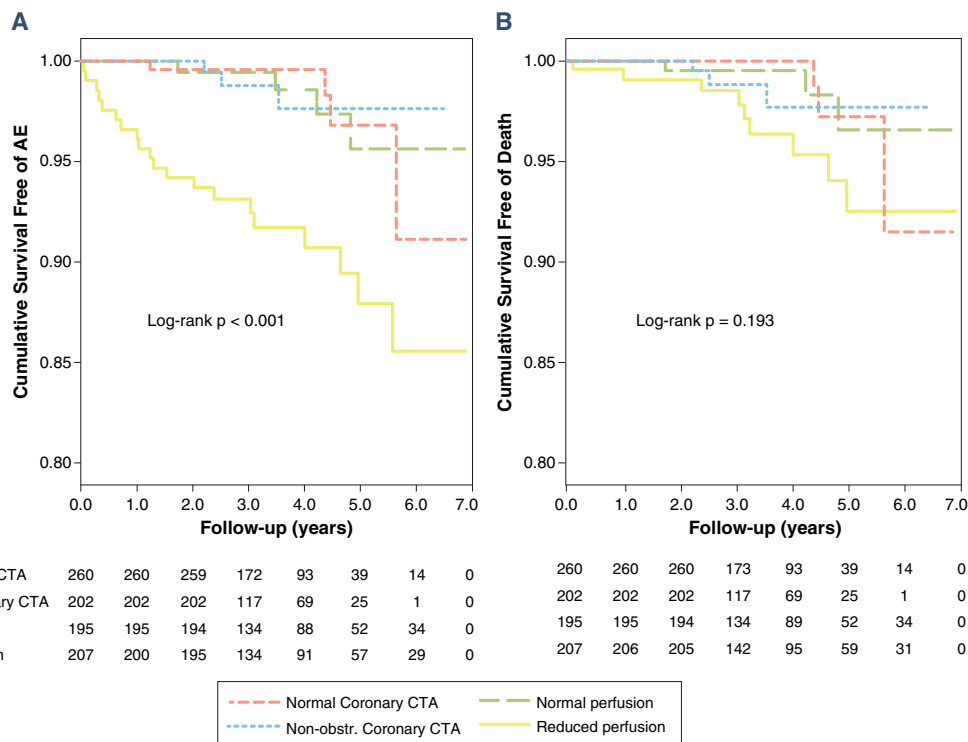 A
Cumulative Survival Free of AE
1.00
0.95
0.90
0.85
0.80
Log-rank p < 0.001
0.0 1.0 2.0 3.0 4.0 5.0 6.0 7.0
Follow-up (years)
CTA 260 260 259 172 93 39 14 0
CTA 202 202 202 117 69 25 1 0
195 195 194 134 88 52 34 0
207 200 195 134 91 57 29 0
B
Cumulative Survival Free of Death
1.00
0.95
0.90
0.85
0.80
Log-rank p = 0.193
0.0 1.0 2.0 3.0 4.0 5.0 6.0 7.0
Follow-up (years)
260 260 260 173 93 39 14 0
202 202 202 117 69 25 1 0
195 195 194 134 89 52 34 0
207 206 205 142 95 59 31 0
Normal Coronary CTA
Non-obstr. Coronary CTA
Normal perfusion
Reduced perfusion